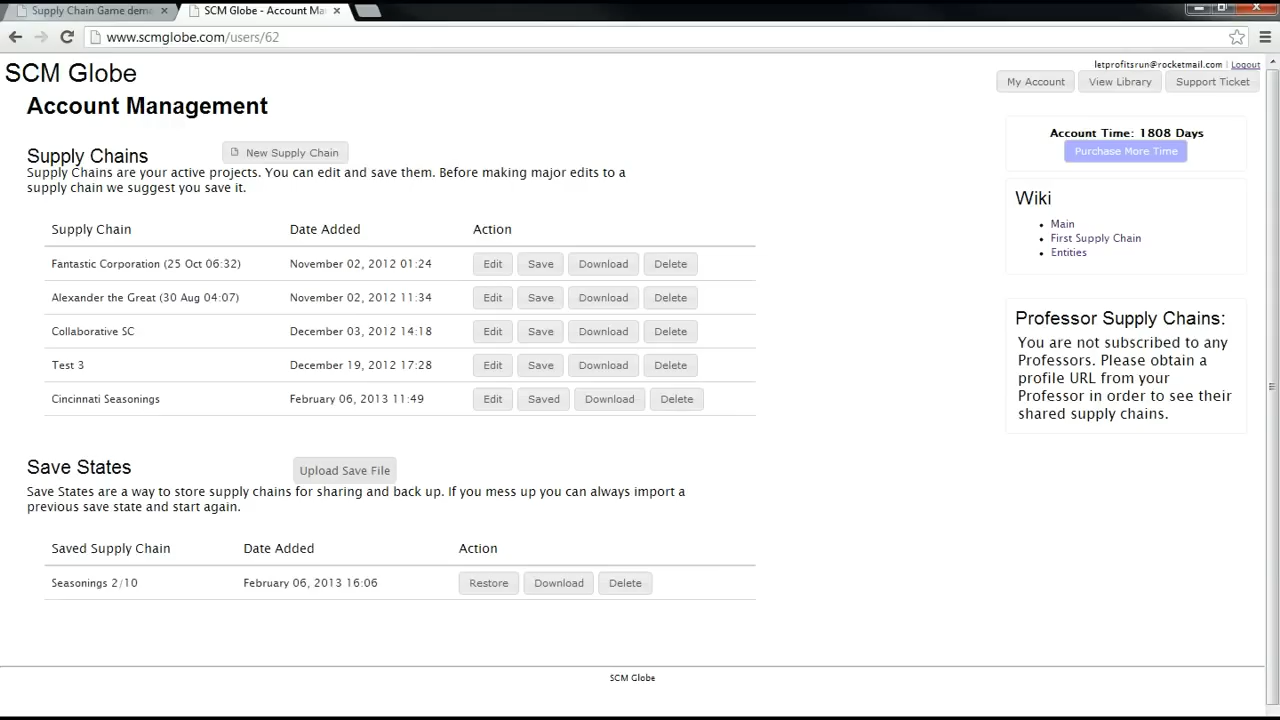 Supply Chain Game dem
SCM Globe - Account Ma
www.scmglobe.com/users/62
SCM Globe
letprofitsrun@rocketmail.com | Logout
My Account View Library Support Ticket
Account Management
Account Time: 1808 Days
Purchase More Time
Supply Chains New Supply Chain
Supply Chains are your active projects. You can edit and save them. Before making major edits to a
supply chain we suggest you save it.
Supply Chain Date Added Action
Fantastic Corporation (25 Oct 06:32) November 02, 2012 01:24 Edit Save Download Delete
Alexander the Great (30 Aug 04:07) November 02, 2012 11:34 Edit Save Download Delete
Collaborative SC December 03, 2012 14:18 Edit Save Download Delete
Test 3 December 19, 2012 17:28 Edit Save Download Delete
Cincinnati Seasonings February 06, 2013 11:49 Edit Saved Download Delete
Wiki
Main
First Supply Chain
Entities
Professor Supply Chains:
You are not subscribed to any
Professors. Please obtain a
profile URL from your
Professor in order to see their
shared supply chains.
Save States Upload Save File
Save States are a way to store supply chains for sharing and back up. If you mess up you can always import a
previous save state and start again.
Saved Supply Chain Date Added Action
Seasonings 2/10 February 06, 2013 16:06 Restore Download Delete
SCM Globe